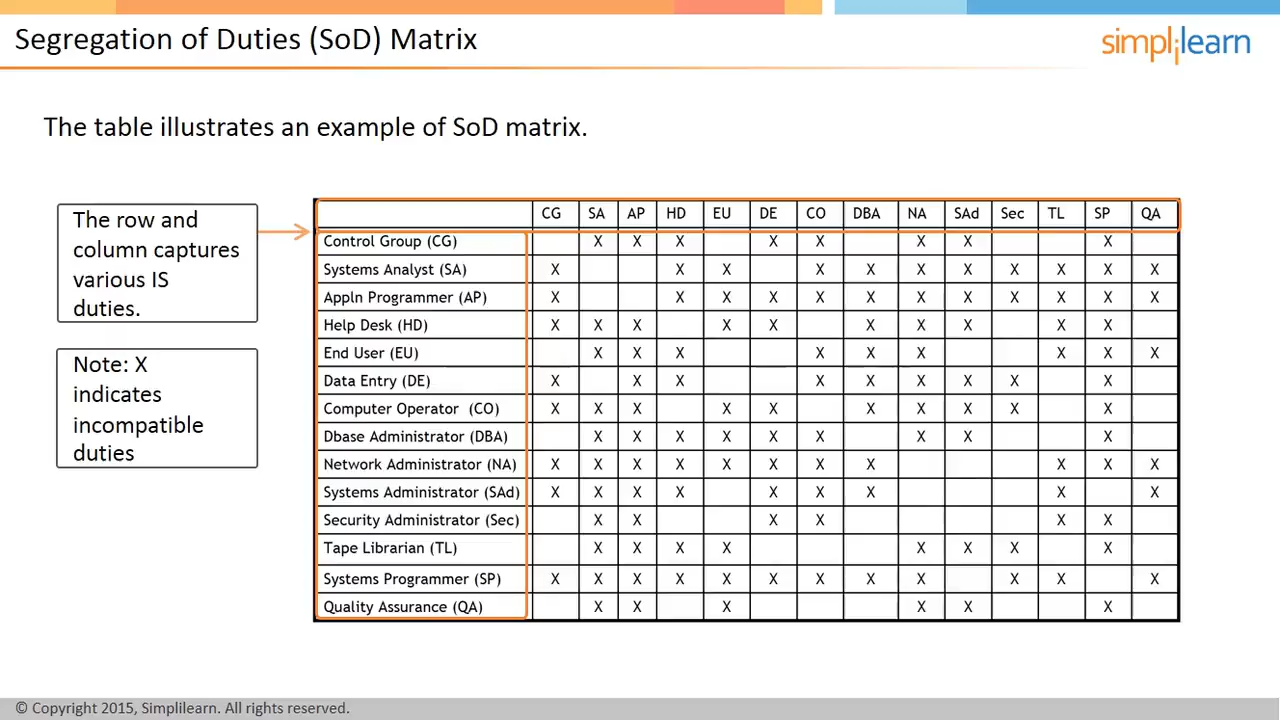 Segregation of Duties (SoD) Matrix
simplilearn
The table illustrates an example of SoD matrix.
The row and
column captures
various IS
duties.
Note: X
indicates
incompatible
duties
CG SA AP HD EU DE CO DBA NA SAd Sec TL SP QA
Control Group (CG) X X X X X X X X
Systems Analyst (SA) X X X X X X X X X X X
Appln Programmer (AP) X X X X X X X X X X X X
Help Desk (HD) X X X X X X X X X X
End User (EU) X X X X X X X X X
Data Entry (DE) X X X X X X X X X
Computer Operator (CO) X X X X X X X X X X
Dbase Administrator (DBA) X X X X X X X X X
Network Administrator (NA) X X X X X X X X X X X
Systems Administrator (SAd) X X X X X X X X X
Security Administrator (Sec) X X X X X X
Tape Librarian (TL) X X X X X X X X
Systems Programmer (SP) X X X X X X X X X X X X
Quality Assurance (QA) X X X X X X
© Copyright 2015, Simplilearn. All rights reserved.